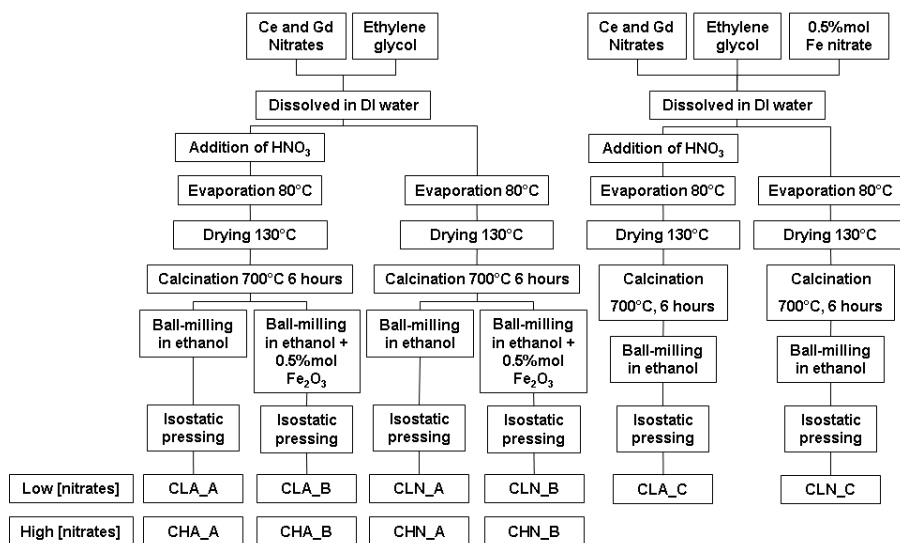 Ce and Gd
Nitrates
Ethylene
glycol
Ce and Gd
Nitrates
Ethylene
glycol
0.5%mol
Fe nitrate
Dissolved in DI water
Dissolved in DI water
Addition of HNO₃
Addition of HNO₃
Evaporation 80°C
Evaporation 80°C
Evaporation 80°C
Evaporation 80°C
Drying 130°C
Drying 130°C
Drying 130°C
Drying 130°C
Calcination 700°C 6 hours
Calcination 700°C 6 hours
Calcination
700°C, 6 hours
Calcination
700°C, 6 hours
Ball-milling
in ethanol
Ball-milling
in ethanol +
0.5%mol
Fe₂O₃
Ball-milling
in ethanol
Ball-milling
in ethanol +
0.5%mol
Fe₂O₃
Ball-milling
in ethanol
Ball-milling
in ethanol
Isostatic
pressing
Isostatic
pressing
Isostatic
pressing
Isostatic
pressing
Isostatic
pressing
Isostatic
pressing
Low [nitrates]
CLA_A
CLA_B
CLN_A
CLN_B
CLA_C
CLN_C
High [nitrates]
CHA_A
CHA_B
CHN_A
CHN_B